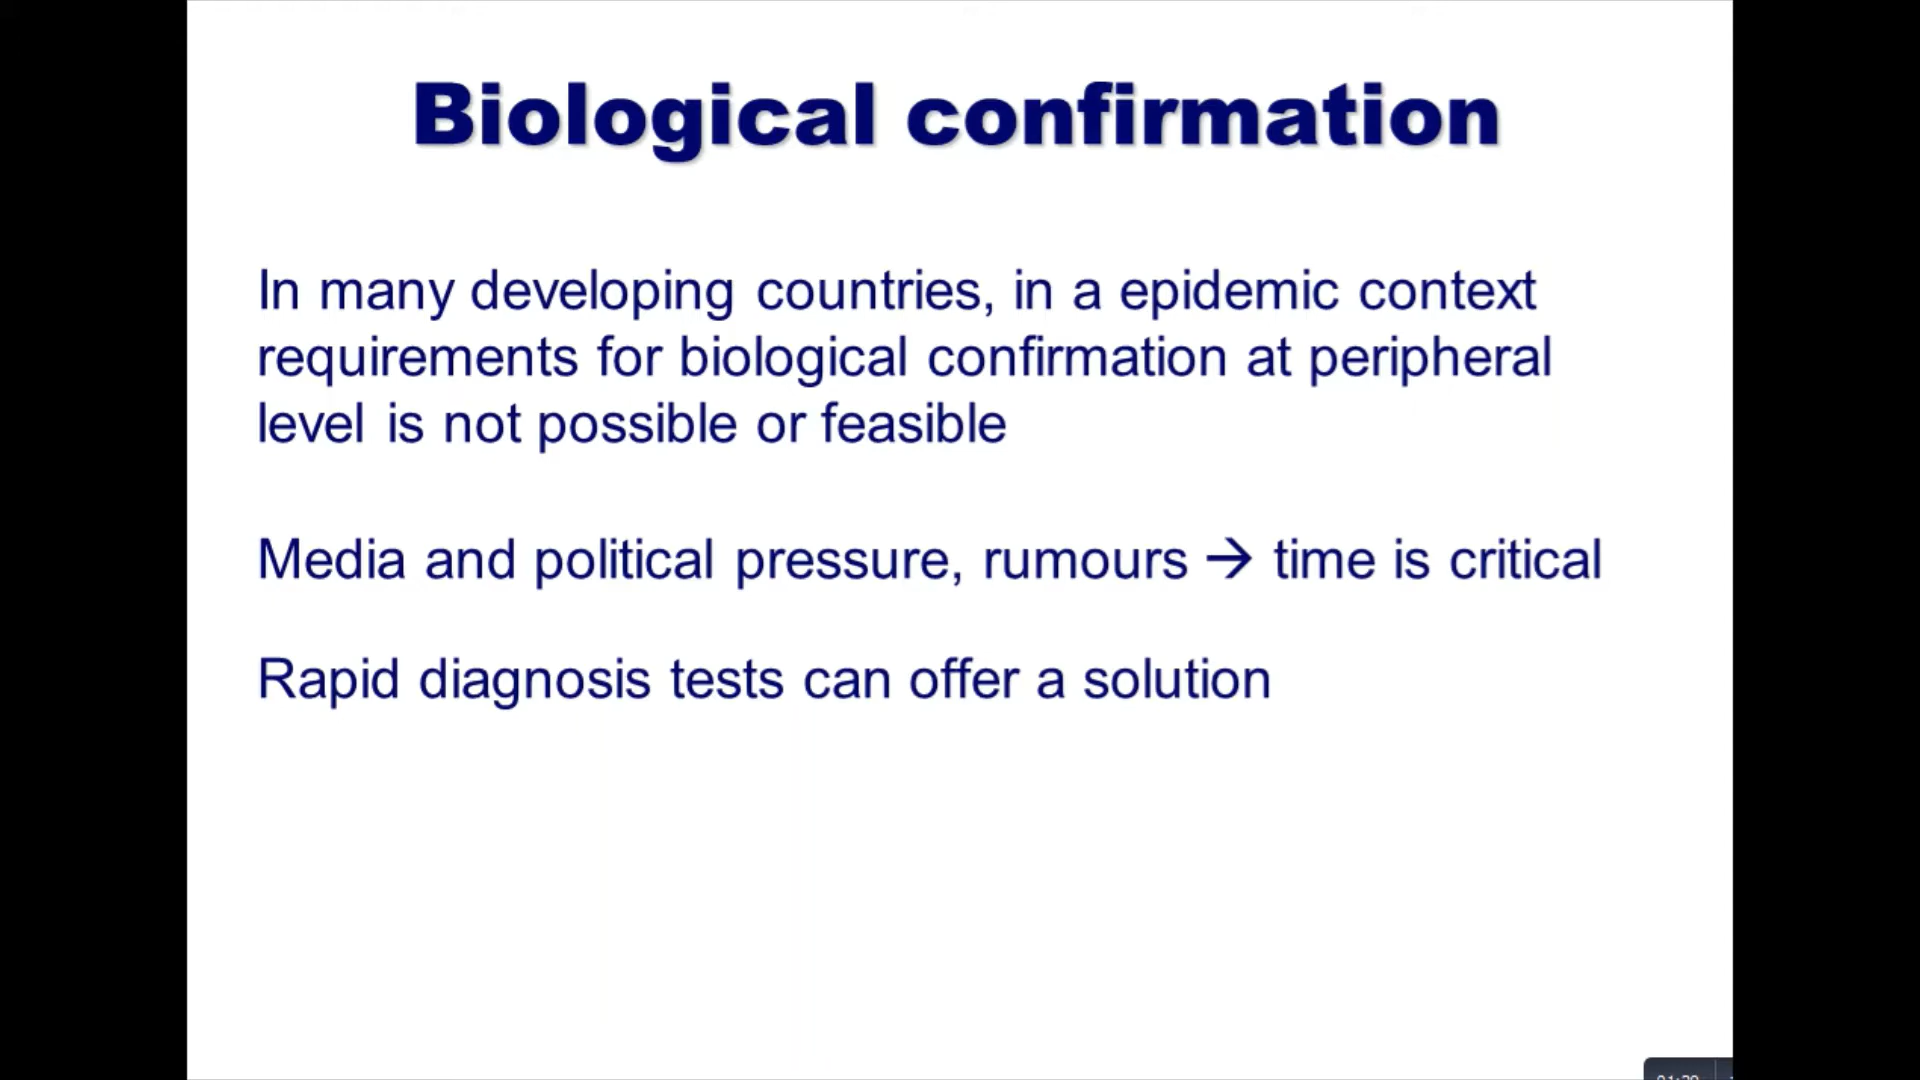 Biological confirmation
In many developing countries, in a epidemic context
requirements for biological confirmation at peripheral
level is not possible or feasible
Media and political pressure, rumours → time is critical
Rapid diagnosis tests can offer a solution